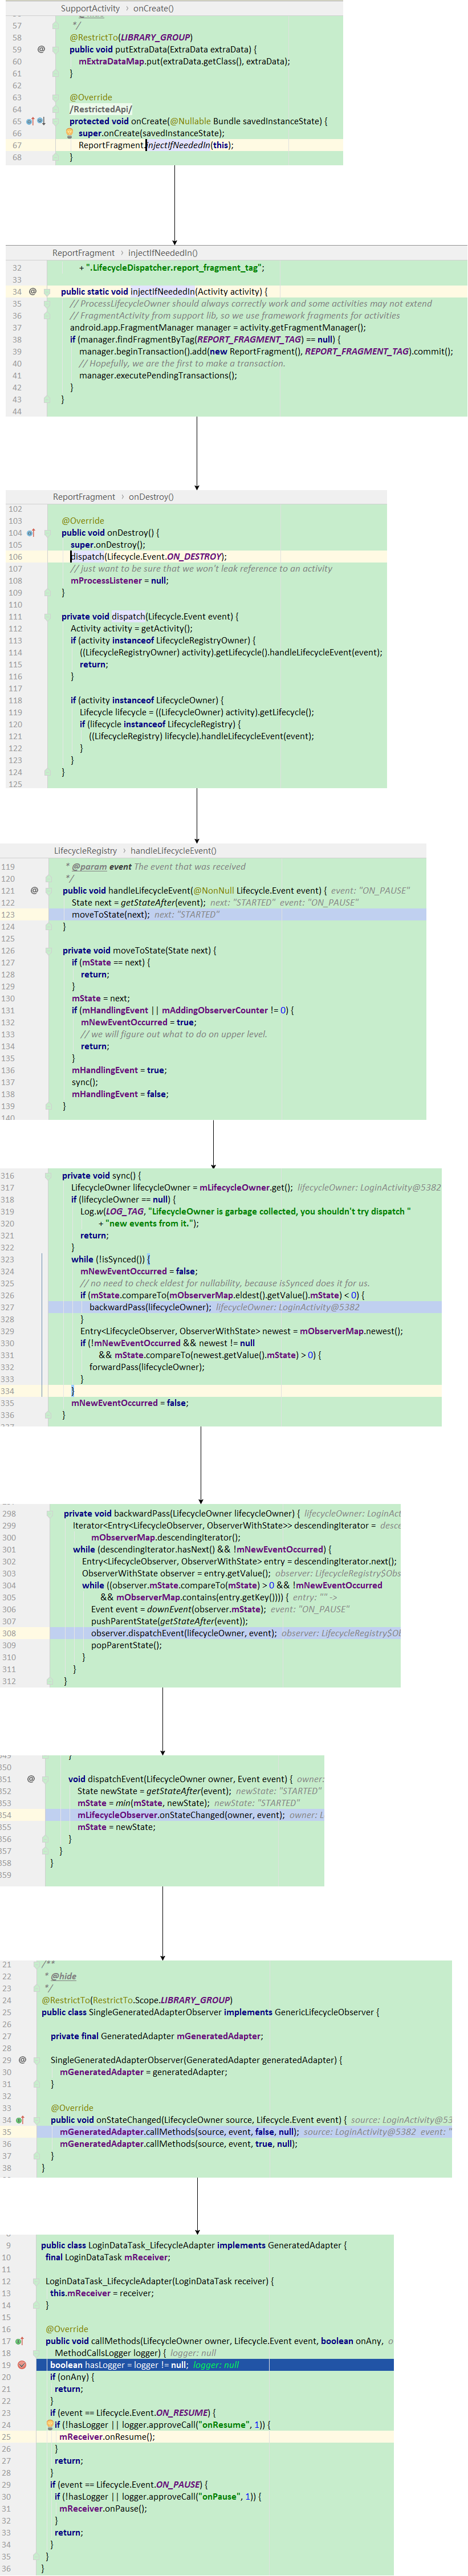 SupportActivity › onCreate()
57 */
58 @RestrictTo(LIBRARY_GROUP)
59 @ public void putExtraData(ExtraData extraData) {
60 mExtraDataMap.put(extraData.getClass(), extraData);
61 }
62
63 @Override
64 /RestrictedApi/
65 protected void onCreate(@Nullable Bundle savedInstanceState) {
66 super.onCreate(savedInstanceState);
67 ReportFragment.injectIfNeededIn(this);
68 }
ReportFragment › injectIfNeededIn()
32 + ".LifecycleDispatcher.report_fragment_tag";
33
34 @ public static void injectIfNeededIn(Activity activity) {
35 // ProcessLifecycleOwner should always correctly work and some activities may not extend
36 // FragmentActivity from support lib, so we use framework fragments for activities
37 android.app.FragmentManager manager = activity.getFragmentManager();
38 if (manager.findFragmentByTag(REPORT_FRAGMENT_TAG) == null) {
39 manager.beginTransaction().add(new ReportFragment(), REPORT_FRAGMENT_TAG).commit();
40 // Hopefully, we are the first to make a transaction.
41 manager.executePendingTransactions();
42 }
43 }
44
ReportFragment › onDestroy()
102
103 @Override
104 public void onDestroy() {
105 super.onDestroy();
106 dispatch(Lifecycle.Event.ON_DESTROY);
107 // just want to be sure that we won't leak reference to an activity
108 mProcessListener = null;
109 }
110
111 private void dispatch(Lifecycle.Event event) {
112 Activity activity = getActivity();
113 if (activity instanceof LifecycleRegistryOwner) {
114 ((LifecycleRegistryOwner) activity).getLifecycle().handleLifecycleEvent(event);
115 return;
116 }
117
118 if (activity instanceof LifecycleOwner) {
119 Lifecycle lifecycle = ((LifecycleOwner) activity).getLifecycle();
120 if (lifecycle instanceof LifecycleRegistry) {
121 ((LifecycleRegistry) lifecycle).handleLifecycleEvent(event);
122 }
123 }
124 }
125
LifecycleRegistry › handleLifecycleEvent()
119 * @param event The event that was received
120 */
121 @ public void handleLifecycleEvent(@NonNull Lifecycle.Event event) { event: "ON_PAUSE"
122 State next = getStateAfter(event); next: "STARTED" event: "ON_PAUSE"
123 moveToState(next); next: "STARTED"
124 }
125
126 private void moveToState(State next) {
127 if (mState == next) {
128 return;
129 }
130 mState = next;
131 if (mHandlingEvent || mAddingObserverCounter != 0) {
132 mNewEventOccurred = true;
133 // we will figure out what to do on upper level.
134 return;
135 }
136 mHandlingEvent = true;
137 sync();
138 mHandlingEvent = false;
139 }
140
316 private void sync() {
317 LifecycleOwner lifecycleOwner = mLifecycleOwner.get(); lifecycleOwner: LoginActivity@5382
318 if (lifecycleOwner == null) {
319 Log.w(LOG_TAG, "LifecycleOwner is garbage collected, you shouldn't try dispatch "
320 + "new events from it.");
321 return;
322 }
323 while (!isSynced()) {
324 mNewEventOccurred = false;
325 // no need to check eldest for nullability, because isSynced does it for us.
326 if (mState.compareTo(mObserverMap.eldest().getValue().mState) < 0) {
327 backwardPass(lifecycleOwner); lifecycleOwner: LoginActivity@5382
328 }
329 Entry<LifecycleObserver, ObserverWithState> newest = mObserverMap.newest();
330 if (!mNewEventOccurred && newest != null
331 && mState.compareTo(newest.getValue().mState) > 0) {
332 forwardPass(lifecycleOwner);
333 }
334 }
335 mNewEventOccurred = false;
336 }
298 private void backwardPass(LifecycleOwner lifecycleOwner) { lifecycleOwner: LoginAct
299 Iterator<Entry<LifecycleObserver, ObserverWithState>> descendingIterator = desce
300 mObserverMap.descendingIterator();
301 while (descendingIterator.hasNext() && !mNewEventOccurred) {
302 Entry<LifecycleObserver, ObserverWithState> entry = descendingIterator.next();
303 ObserverWithState observer = entry.getValue(); observer: LifecycleRegistry$Obs
304 while ((observer.mState.compareTo(mState) > 0 && !mNewEventOccurred
305 && mObserverMap.contains(entry.getKey()))) { entry: "" ->
306 Event event = downEvent(observer.mState); event: "ON_PAUSE"
307 pushParentState(getStateAfter(event));
308 observer.dispatchEvent(lifecycleOwner, event); observer: LifecycleRegistry$Ol
309 popParentState();
310 }
311 }
312 }
349 }
350
351 @ void dispatchEvent(LifecycleOwner owner, Event event) { owner:
352 State newState = getStateAfter(event); newState: "STARTED"
353 mState = min(mState, newState); newState: "STARTED"
354 mLifecycleObserver.onStateChanged(owner, event); owner: L
355 mState = newState;
356 }
357 }
358 }
359
21 /**
22 * @hide
23 */
24 @RestrictTo(RestrictTo.Scope.LIBRARY_GROUP)
25 public class SingleGeneratedAdapterObserver implements GenericLifecycleObserver {
26
27 private final GeneratedAdapter mGeneratedAdapter;
28
29 @ SingleGeneratedAdapterObserver(GeneratedAdapter generatedAdapter) {
30 mGeneratedAdapter = generatedAdapter;
31 }
32
33 @Override
34 public void onStateChanged(LifecycleOwner source, Lifecycle.Event event) { source: LoginActivity@53
35 mGeneratedAdapter.callMethods(source, event, false, null); source: LoginActivity@5382 event: "
36 mGeneratedAdapter.callMethods(source, event, true, null);
37 }
38 }
9 public class LoginDataTask_LifecycleAdapter implements GeneratedAdapter {
10 final LoginDataTask mReceiver;
11
12 LoginDataTask_LifecycleAdapter(LoginDataTask receiver) {
13 this.mReceiver = receiver;
14 }
15
16 @Override
17 public void callMethods(LifecycleOwner owner, Lifecycle.Event event, boolean onAny, o
18 MethodCallsLogger logger) { logger: null
19 boolean hasLogger = logger != null; logger: null
20 if (onAny) {
21 return;
22 }
23 if (event == Lifecycle.Event.ON_RESUME) {
24 if (!hasLogger || logger.approveCall("onResume", 1)) {
25 mReceiver.onResume();
26 }
27 return;
28 }
29 if (event == Lifecycle.Event.ON_PAUSE) {
30 if (!hasLogger || logger.approveCall("onPause", 1)) {
31 mReceiver.onPause();
32 }
33 return;
34 }
35 }
36 }